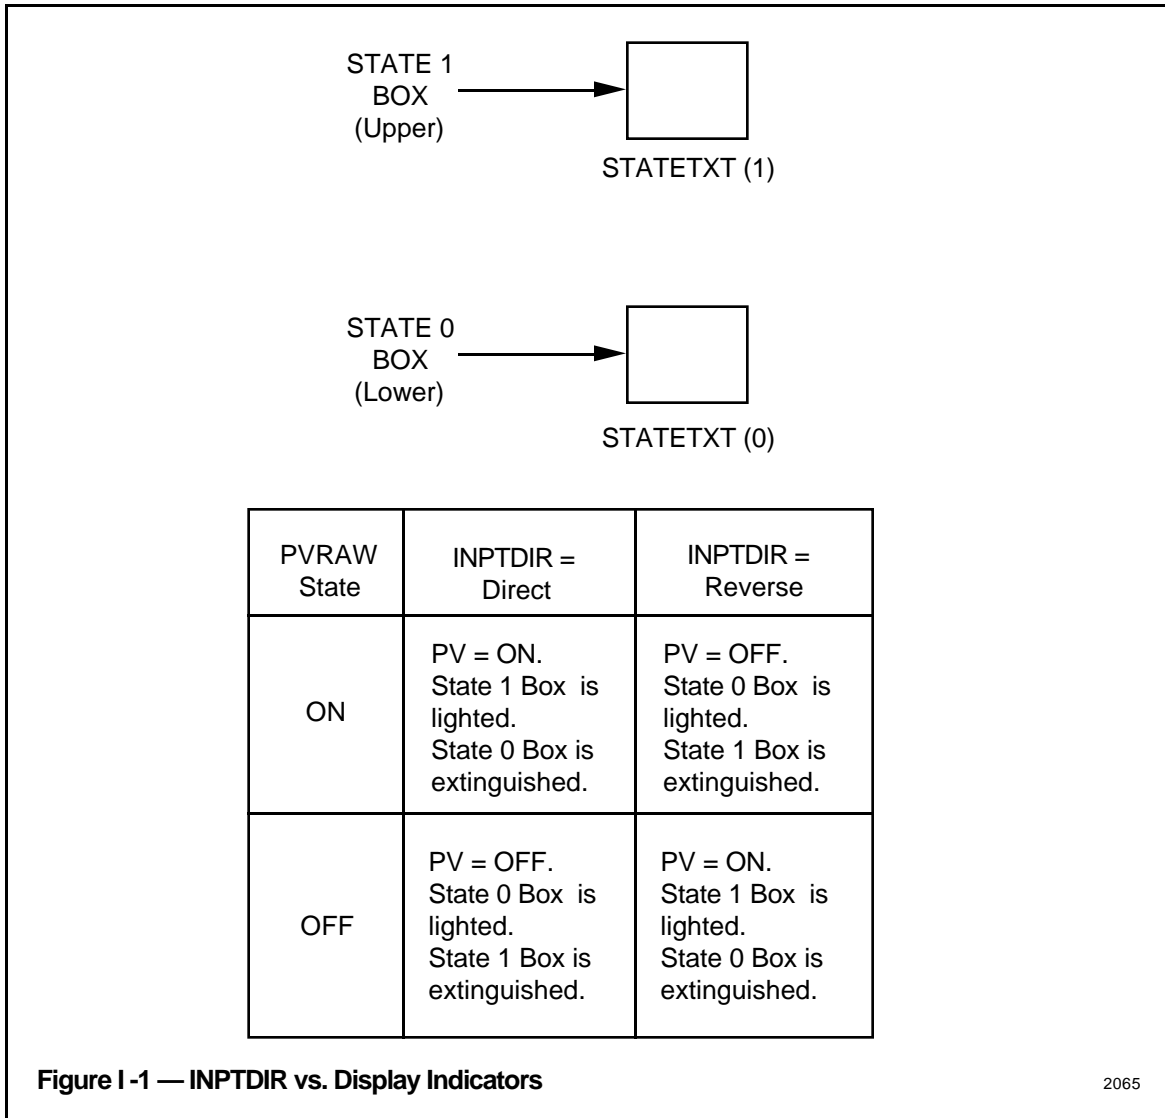 STATE 1
BOX
(Upper)
STATETXT (1)
STATE 0
BOX
(Lower)
STATETXT (0)
PVRAW
State
INPTDIR =
Direct
INPTDIR =
Reverse
ON
PV = ON.
State 1 Box is
lighted.
State 0 Box is
extinguished.
PV = OFF.
State 0 Box is
lighted.
State 1 Box is
extinguished.
OFF
PV = OFF.
State 0 Box is
lighted.
State 1 Box is
extinguished.
PV = ON.
State 1 Box is
lighted.
State 0 Box is
extinguished.
Figure I -1 — INPTDIR vs. Display Indicators
2065